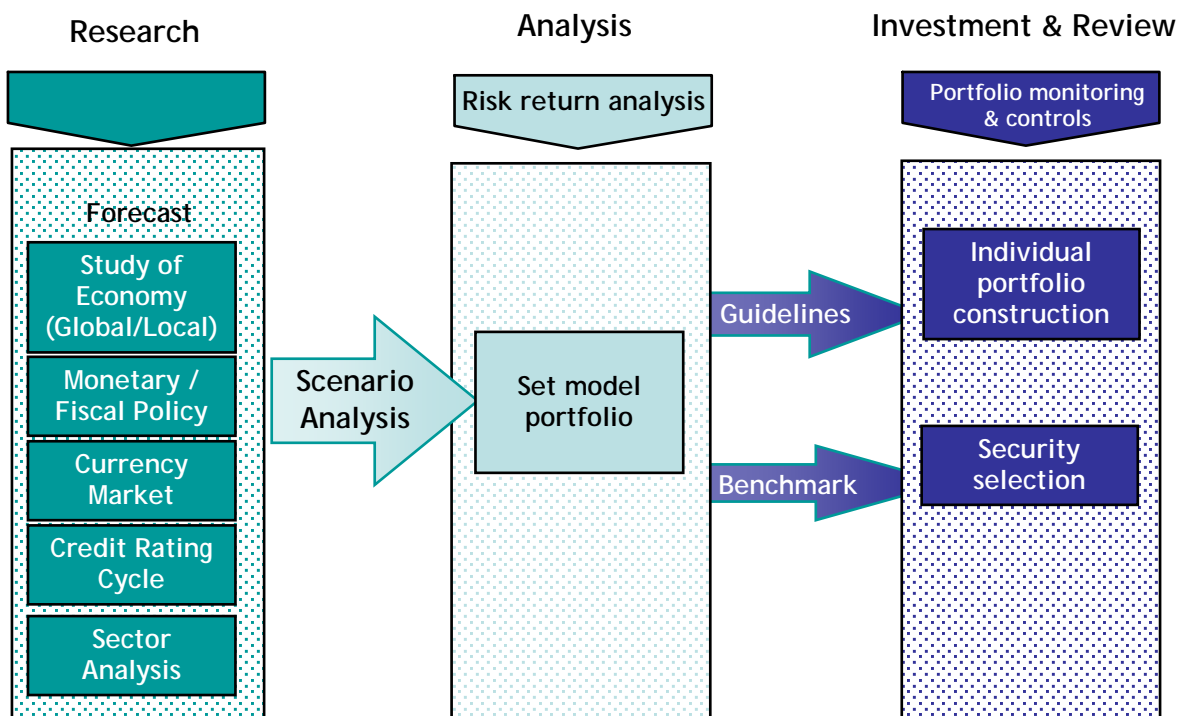 Research
Analysis
Investment & Review
Risk return analysis
Portfolio monitoring
& controls
Forecast
Study of
Economy
(Global/Local)
Monetary /
Fiscal Policy
Currency
Market
Credit Rating
Cycle
Sector
Analysis
Scenario
Analysis
Set model
portfolio
Guidelines
Benchmark
Individual
portfolio
construction
Security
selection